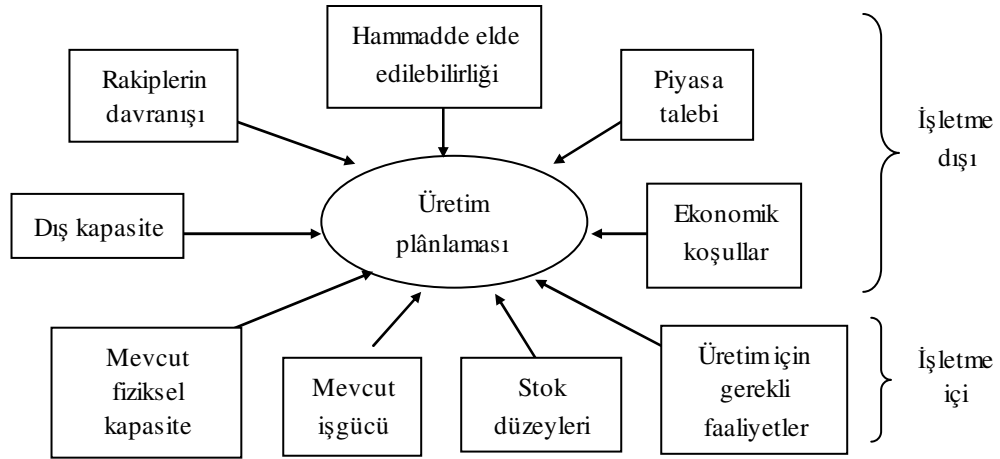 Hammadde elde
edilebilirliği
Rakiplerin
davranışı
Piyasa
talebi
İşletme
dışı
Dış kapasite
Üretim
plânlaması
Ekonomik
koşullar
Mevcut
fiziksel
kapasite
Mevcut
işgücü
Stok
düzeyleri
Üretim için
gerekli
faaliyetler
İşletme
içi